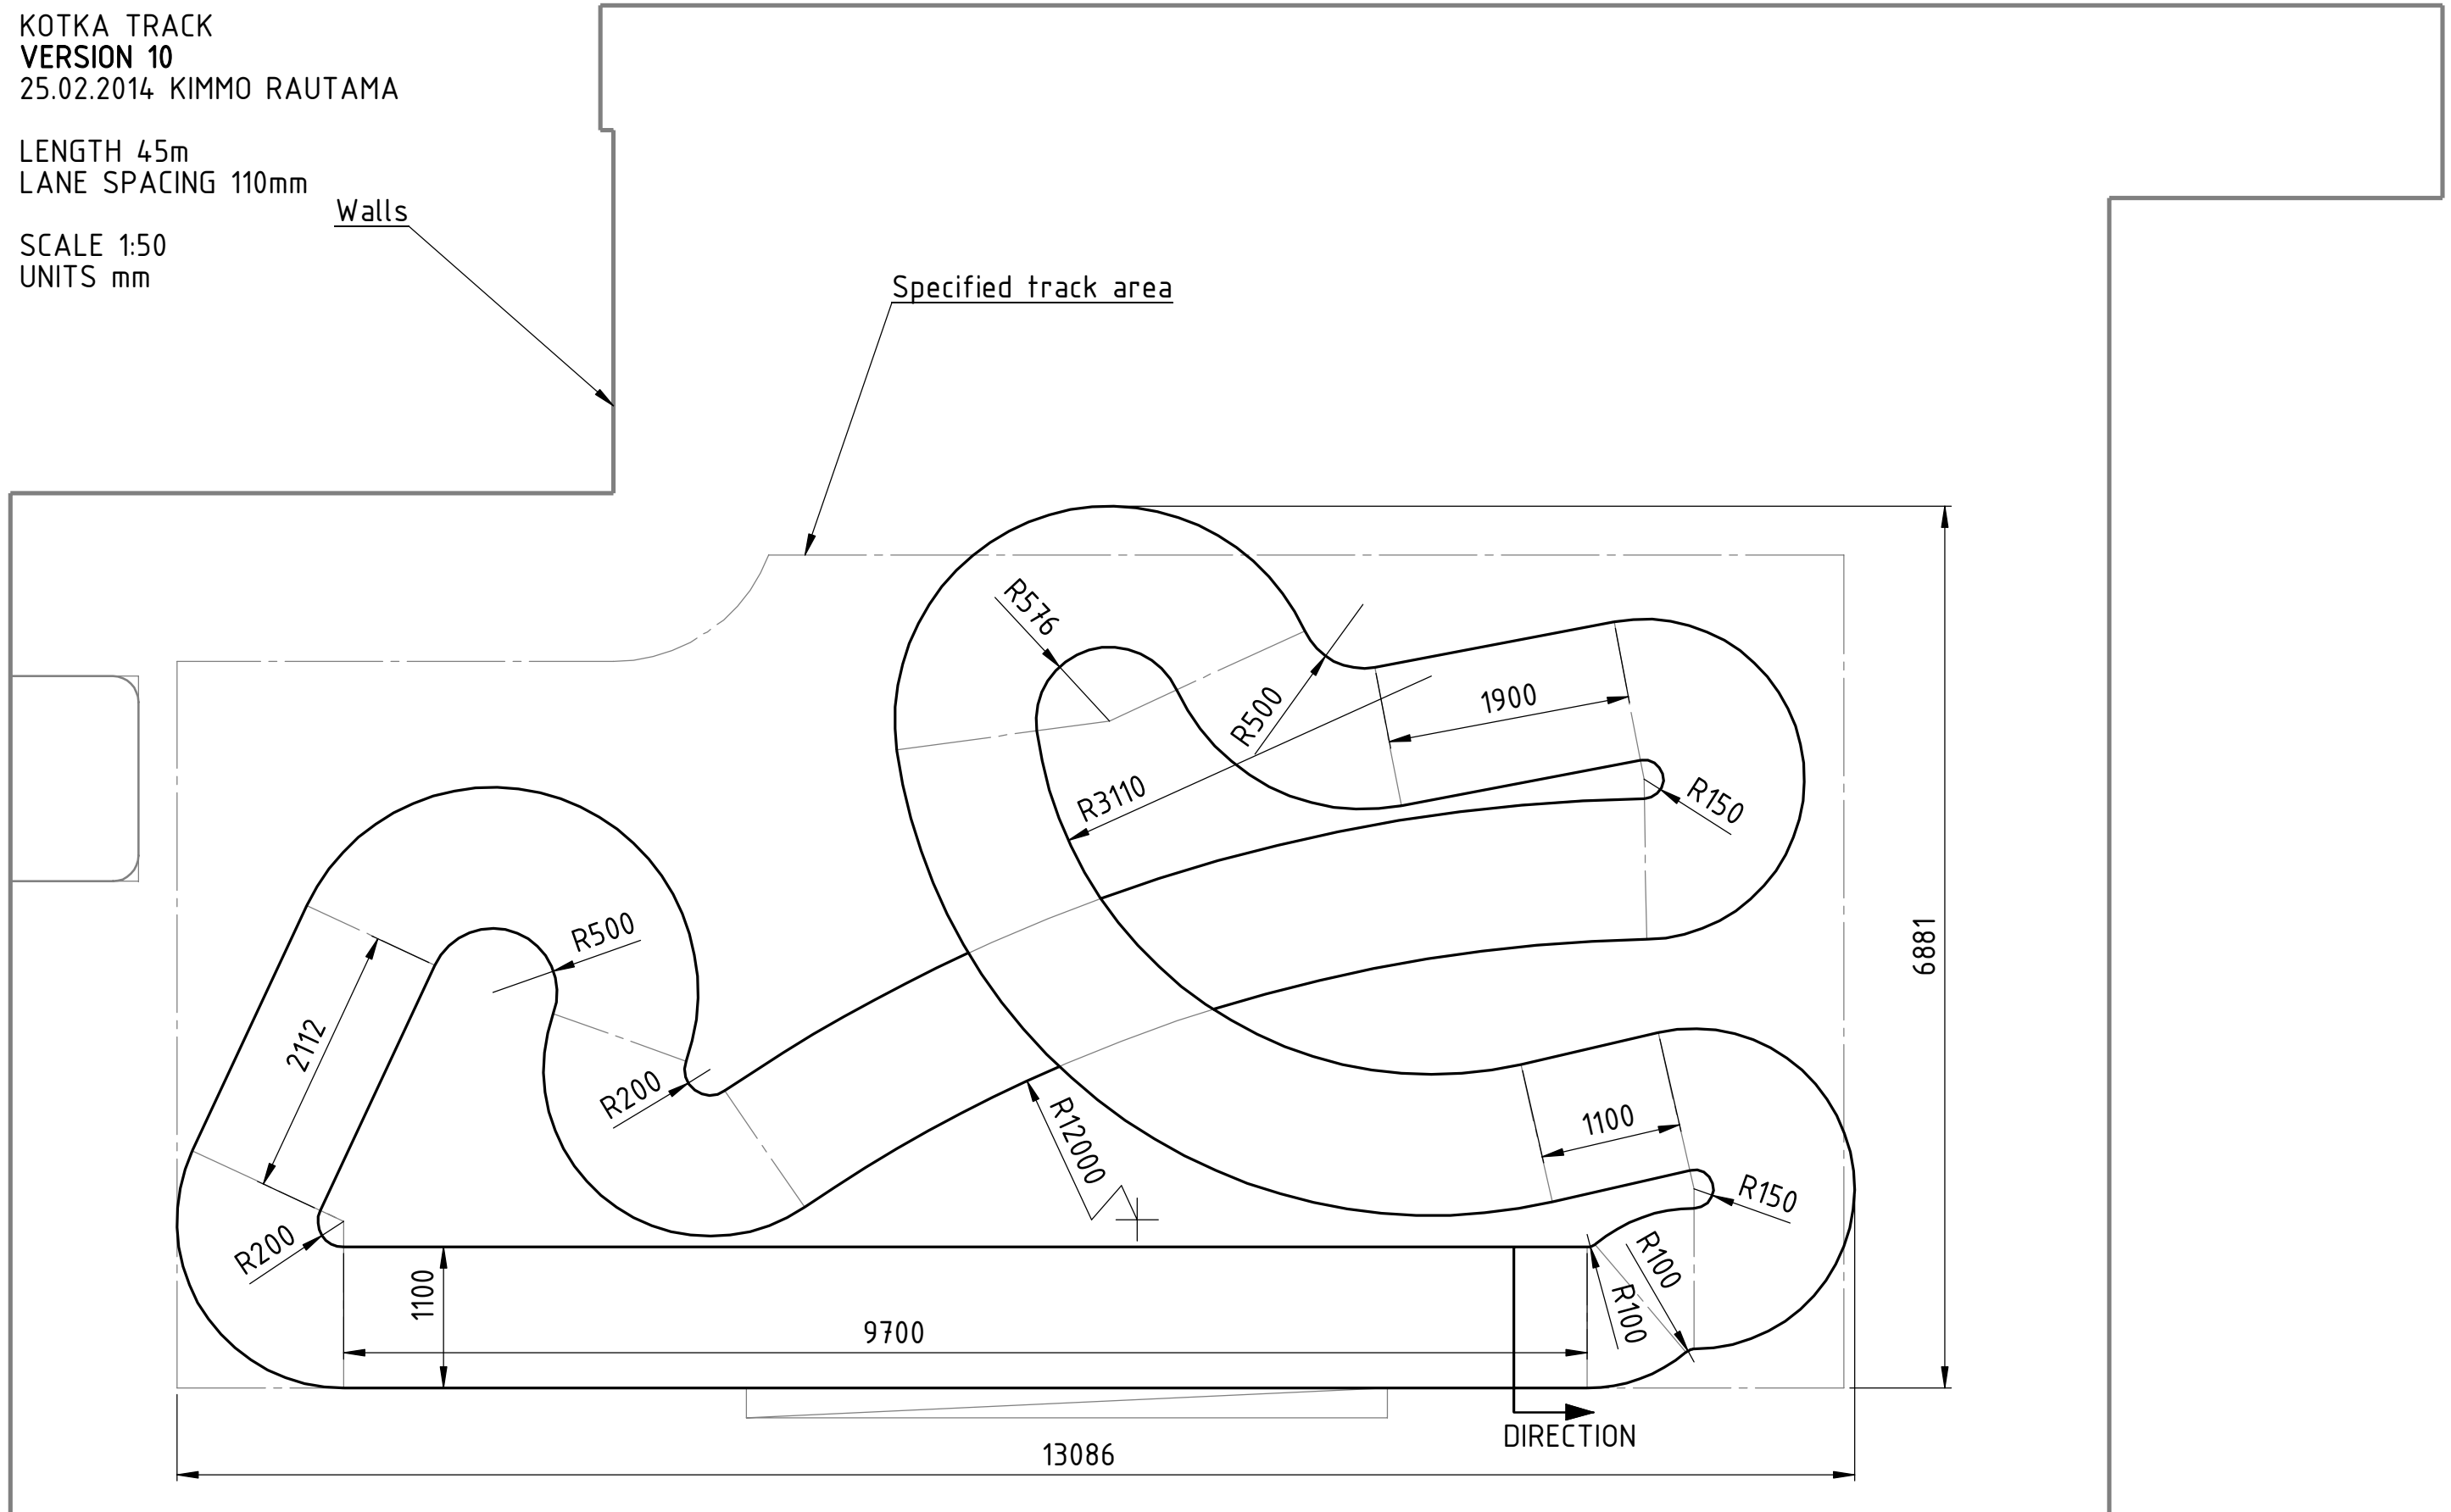 KOTKA TRACK
VERSION 10
25.02.2014 KIMMO RAUTAMA
LENGTH 45m
LANE SPACING 110mm
SCALE 1:50
UNITS mm
Walls
Specified track area
R576
R500
1900
R3110
R150
R500
6881
2112
R200
R12000
1100
R150
R200
R100
R100
1100
9700
DIRECTION
13086